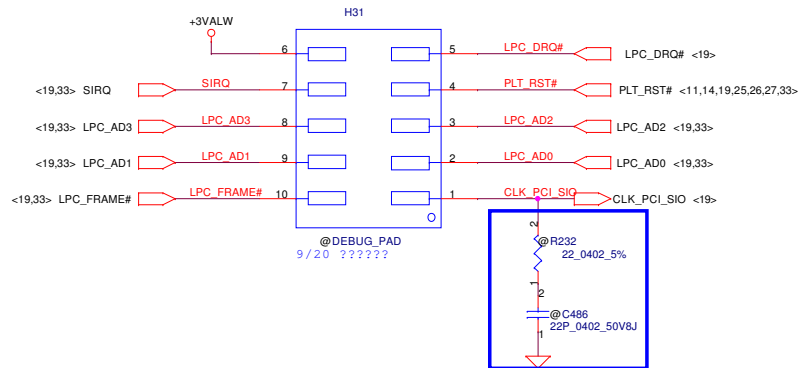 H31
+3VALW
6
5
LPC_DRQ#
LPC_DRQ# <19>
<19,33> SIRQ
SIRQ
7
4
PLT_RST#
PLT_RST# <11,14,19,25,26,27,33>
<19,33> LPC_AD3
LPC_AD3
8
3
LPC_AD2
LPC_AD2 <19,33>
<19,33> LPC_AD1
LPC_AD1
9
2
LPC_AD0
LPC_AD0 <19,33>
<19,33> LPC_FRAME#
LPC_FRAME#
10
1
CLK_PCI_SIO
CLK_PCI_SIO <19>
@DEBUG_PAD
9/20 ??????
2
@R232
22_0402_5%
1
2
@C486
22P_0402_50V8J
1